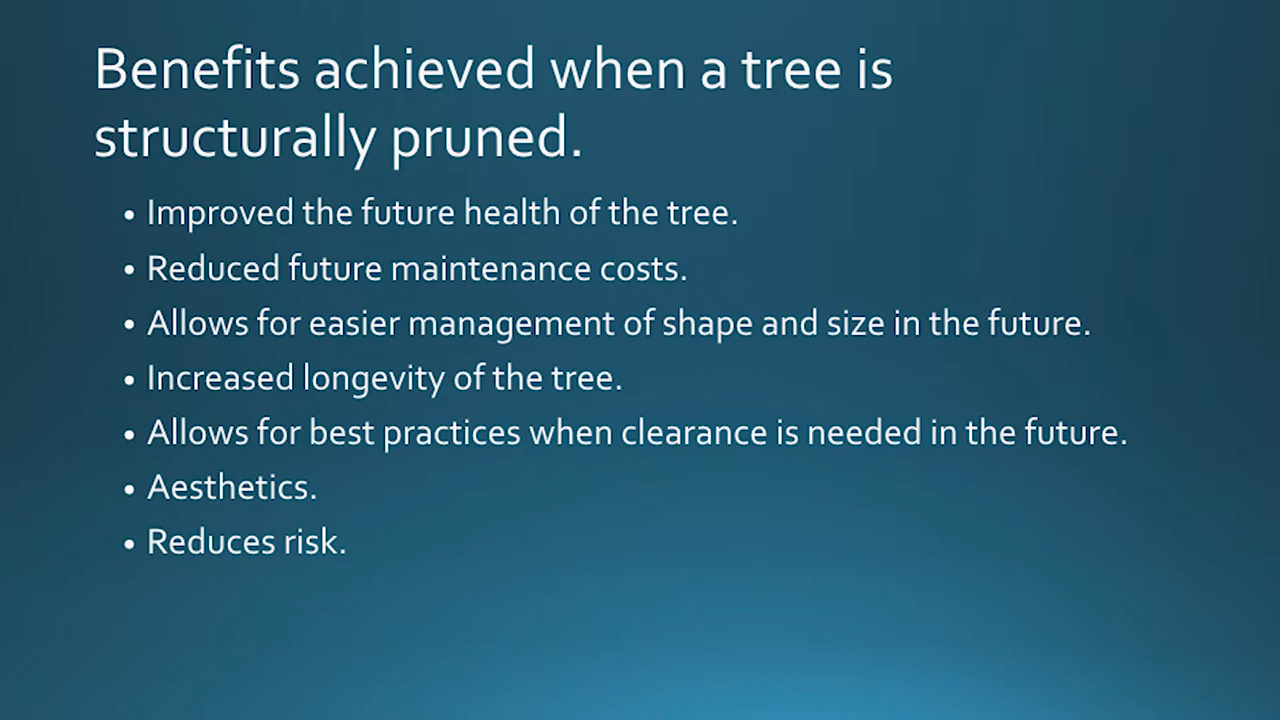 Benefits achieved when a tree is
structurally pruned.
• Improved the future health of the tree.
• Reduced future maintenance costs.
• Allows for easier management of shape and size in the future.
• Increased longevity of the tree.
• Allows for best practices when clearance is needed in the future.
• Aesthetics.
• Reduces risk.